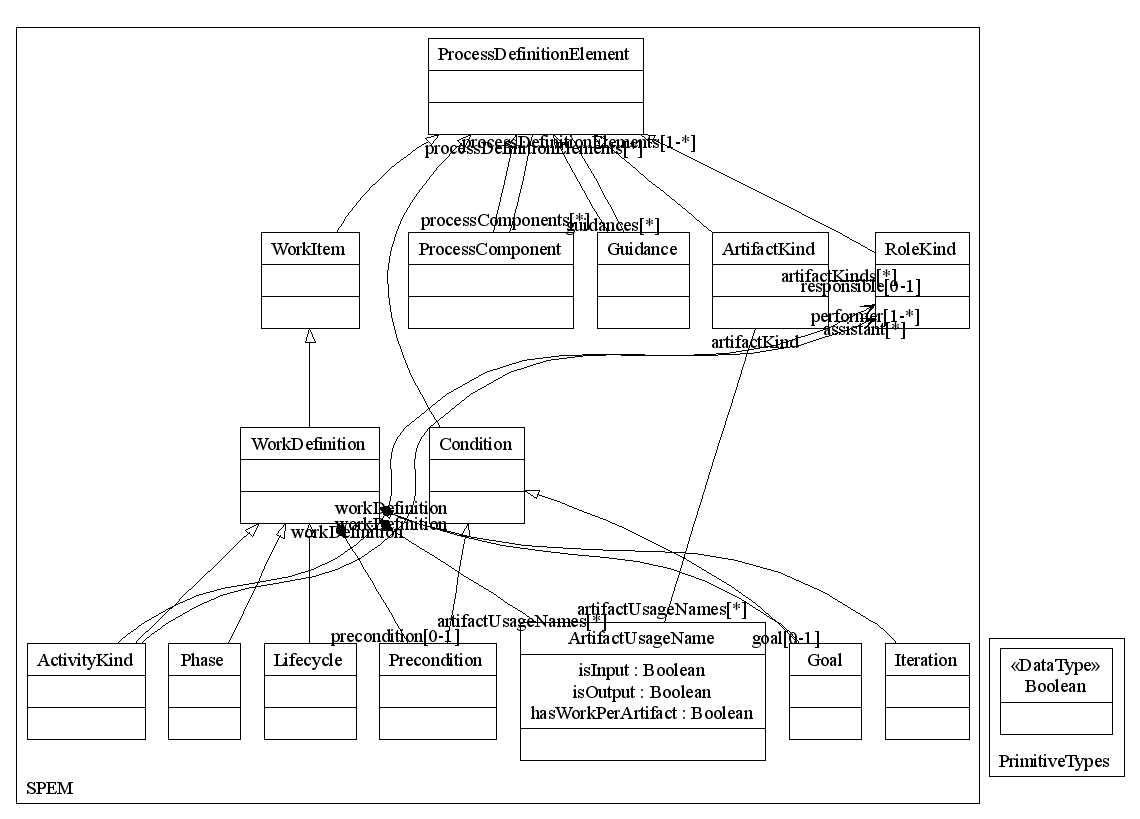 ProcessDefinitionElement
processDefinitionElements[1-*]
processDefinitionElements[*]
processComponents[*]
guidances[*]
WorkItem
ProcessComponent
Guidance
ArtifactKind
RoleKind
artifactKinds[*]
responsible[0-1]
performer[1-*]
assistant[*]
artifactKind
WorkDefinition
Condition
workDefinition
workDefinition
workDefinition
artifactUsageNames[*]
artifactUsageNames[*]
precondition[0-1]
goal[0-1]
ActivityKind
Phase
Lifecycle
Precondition
ArtifactUsageName
isInput : Boolean
isOutput : Boolean
hasWorkPerArtifact : Boolean
Goal
Iteration
«DataType»
Boolean
PrimitiveTypes
SPEM